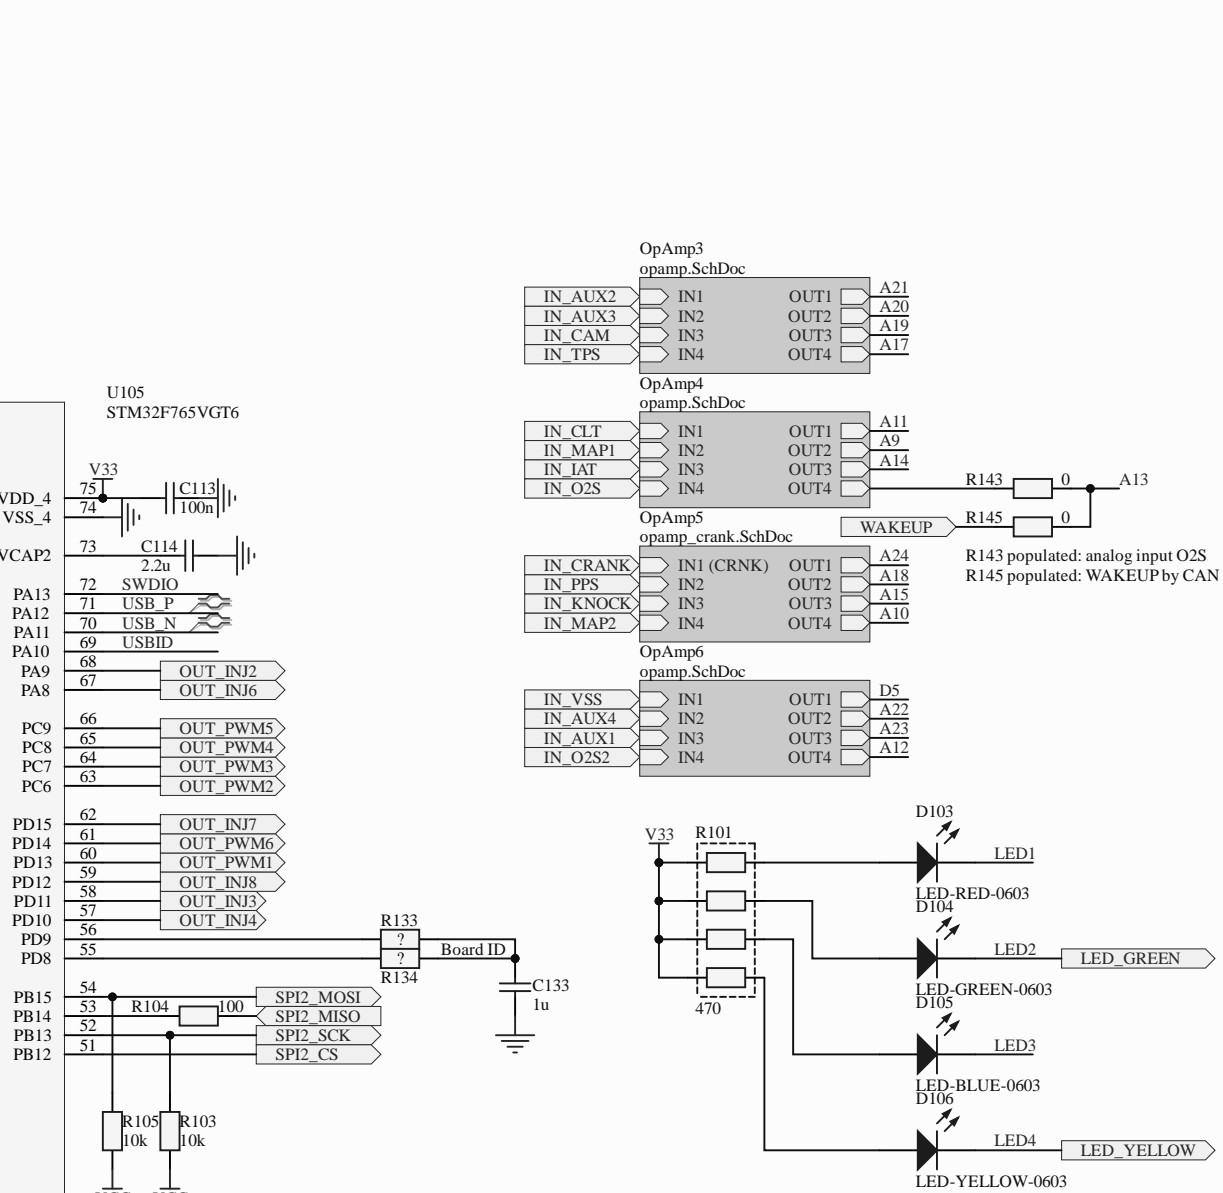 OpAmp3
opamp.SchDoc
IN_AUX2 IN1 OUT1 A21
IN_AUX3 IN2 OUT2 A20
IN_CAM IN3 OUT3 A19
IN_TPS IN4 OUT4 A17
OpAmp4
opamp.SchDoc
IN_CLT IN1 OUT1 A11
IN_MAP1 IN2 OUT2 A9
IN_IAT IN3 OUT3 A14
IN_O2S IN4 OUT4 R143 0 A13
OpAmp5
opamp_crank.SchDoc
WAKEUP R145 0
R143 populated: analog input O2S
R145 populated: WAKEUP by CAN
IN_CRANK IN1 (CRNK) OUT1 A24
IN_PPS IN2 OUT2 A18
IN_KNOCK IN3 OUT3 A15
IN_MAP2 IN4 OUT4 A10
OpAmp6
opamp.SchDoc
IN_VSS IN1 OUT1 D5
IN_AUX4 IN2 OUT2 A22
IN_AUX1 IN3 OUT3 A23
IN_O2S2 IN4 OUT4 A12
U105
STM32F765VGT6
V33
VDD_4 75 C113
100n
VSS_4 74
VCAP2 73 C114
2.2u
PA13 72 SWDIO
PA12 71 USB_P
PA11 70 USB_N
PA10 69 USBID
PA9 68 OUT_INJ2
PA8 67 OUT_INJ6
PC9 66 OUT_PWM5
PC8 65 OUT_PWM4
PC7 64 OUT_PWM3
PC6 63 OUT_PWM2
PD15 62 OUT_INJ7
PD14 61 OUT_PWM6
PD13 60 OUT_PWM1
PD12 59 OUT_INJ8
PD11 58 OUT_INJ3
PD10 57 OUT_INJ4
PD9 56 R133 ?
PD8 55 ? Board ID
R134
C133
1u
PB15 54 SPI2_MOSI
PB14 53 R104 100 SPI2_MISO
PB13 52 SPI2_SCK
PB12 51 SPI2_CS
R105 R103
10k 10k
V33 R101
470
D103
LED1
LED-RED-0603
D104
LED2 LED_GREEN
LED-GREEN-0603
D105
LED3
LED-BLUE-0603
D106
LED4 LED_YELLOW
LED-YELLOW-0603